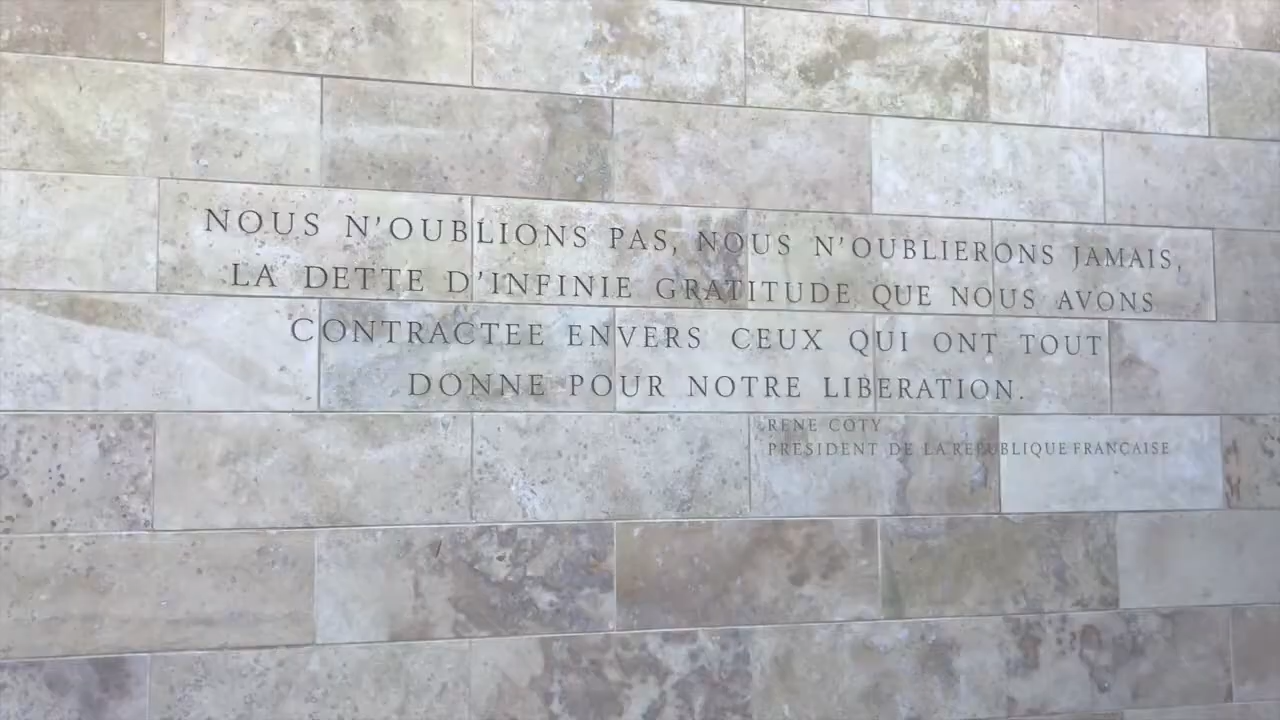 NOUS N'OUBLIONS PAS, NOUS N'OUBLIERONS JAMAIS,
LA DETTE D'INFINIE GRATITUDE QUE NOUS AVONS
CONTRACTEE ENVERS CEUX QUI ONT TOUT
DONNE POUR NOTRE LIBERATION.
RENE COTY
PRESIDENT DE LA REPUBLIQUE FRANCAISE